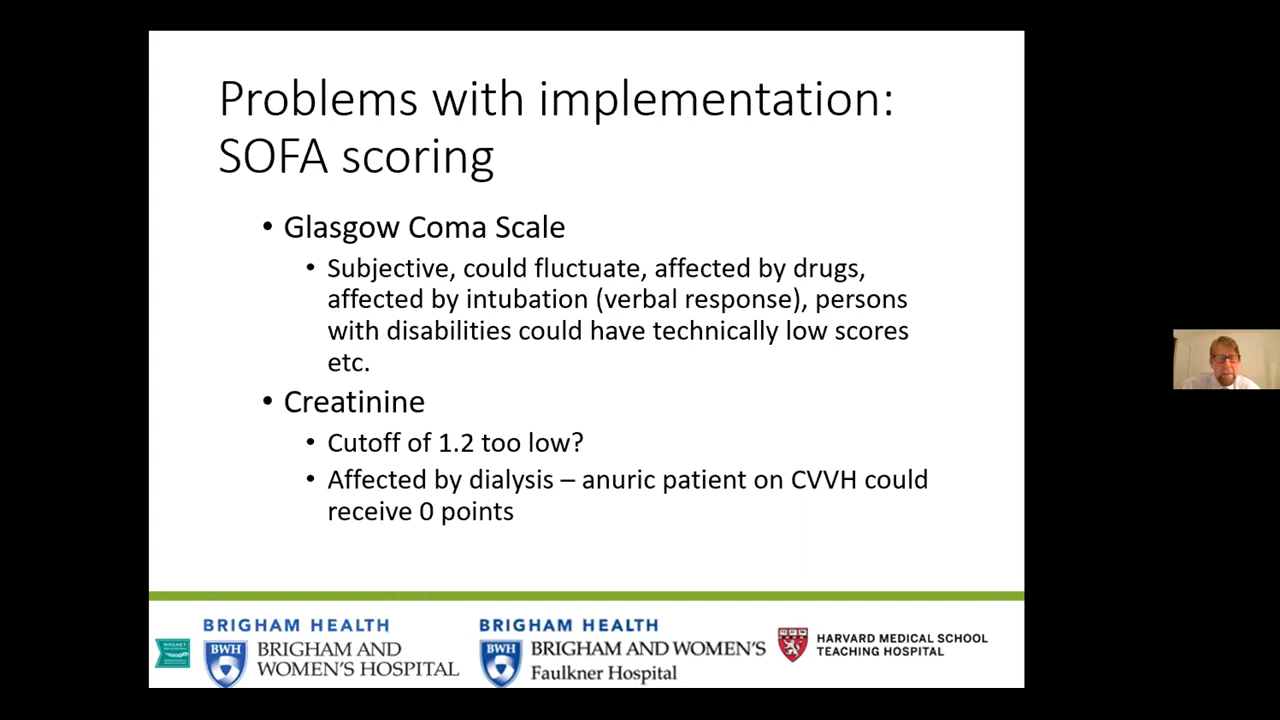 Problems with implementation:
SOFA scoring
• Glasgow Coma Scale
• Subjective, could fluctuate, affected by drugs,
affected by intubation (verbal response), persons
with disabilities could have technically low scores
etc.
• Creatinine
• Cutoff of 1.2 too low?
• Affected by dialysis – anuric patient on CVVH could
receive 0 points
BRIGHAM HEALTH
BWH
BRIGHAM AND
WOMEN'S HOSPITAL
BRIGHAM HEALTH
BWH
BRIGHAM AND WOMEN'S
Faulkner Hospital
HARVARD MEDICAL SCHOOL
TEACHING HOSPITAL